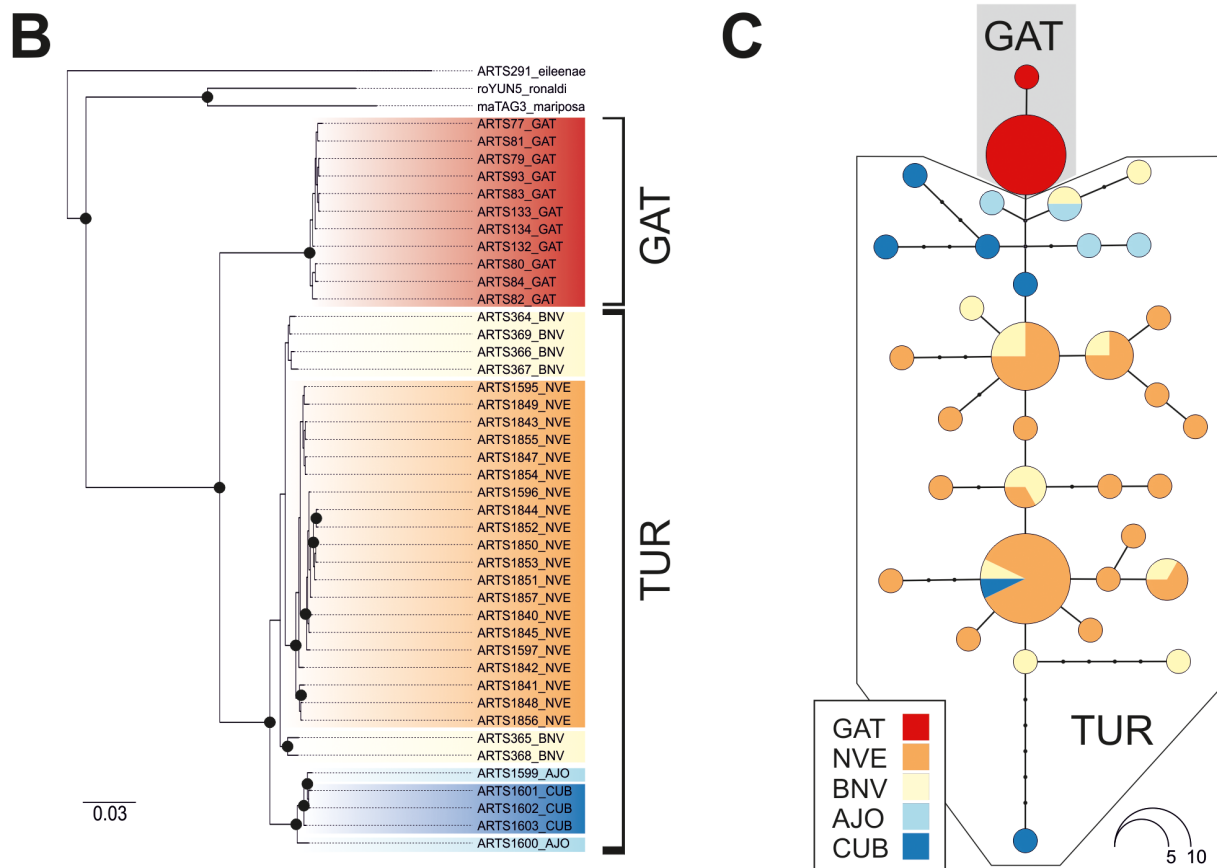 B
ARTS291_eileenae
roYUN5_ronaldi
maTAG3_mariposa
ARTS77_GAT
ARTS81_GAT
ARTS79_GAT
ARTS93_GAT
ARTS83_GAT
ARTS133_GAT
ARTS134_GAT
ARTS132_GAT
ARTS80_GAT
ARTS84_GAT
ARTS82_GAT
ARTS364_BNV
ARTS369_BNV
ARTS366_BNV
ARTS367_BNV
ARTS1595_NVE
ARTS1849_NVE
ARTS1843_NVE
ARTS1855_NVE
ARTS1847_NVE
ARTS1854_NVE
ARTS1596_NVE
ARTS1844_NVE
ARTS1852_NVE
ARTS1850_NVE
ARTS1853_NVE
ARTS1851_NVE
ARTS1857_NVE
ARTS1840_NVE
ARTS1845_NVE
ARTS1597_NVE
ARTS1842_NVE
ARTS1841_NVE
ARTS1848_NVE
ARTS1856_NVE
ARTS365_BNV
ARTS368_BNV
ARTS1599_AJO
ARTS1601_CUB
ARTS1602_CUB
ARTS1603_CUB
ARTS1600_AJO
GAT
TUR
0.03
C
GAT
TUR
GAT
NVE
BNV
AJO
CUB
5 10